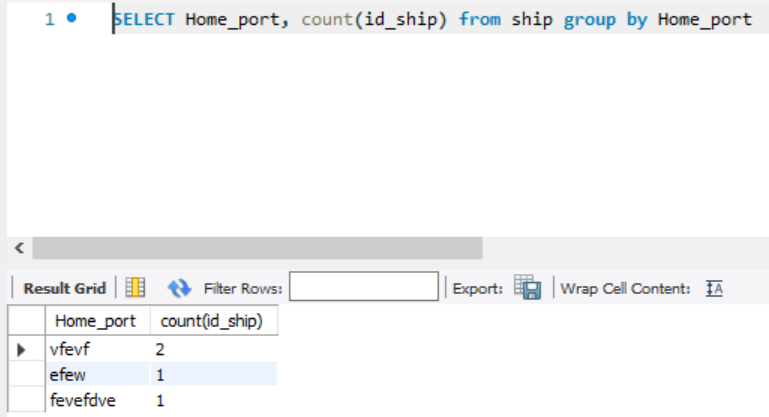 1 SELECT Home_port, count(id_ship) from ship group by Home_port
Result Grid Filter Rows: Export: Wrap Cell Content: IA
Home_port count(id_ship)
vfevf 2
efew 1
fevefdve 1